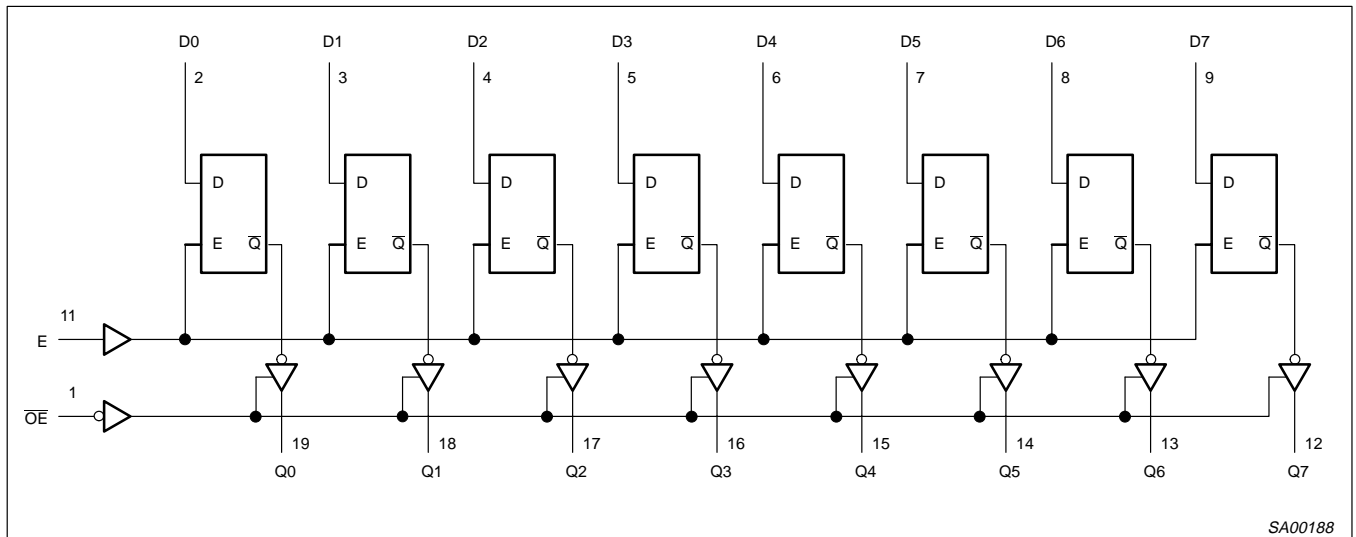 D0 D1 D2 D3 D4 D5 D6 D7
2 3 4 5 6 7 8 9
D D D D D D D D
E Q̅ E Q̅ E Q̅ E Q̅ E Q̅ E Q̅ E Q̅ E Q̅
11
E
1
O̅E̅
19 18 17 16 15 14 13 12
Q0 Q1 Q2 Q3 Q4 Q5 Q6 Q7
SA00188